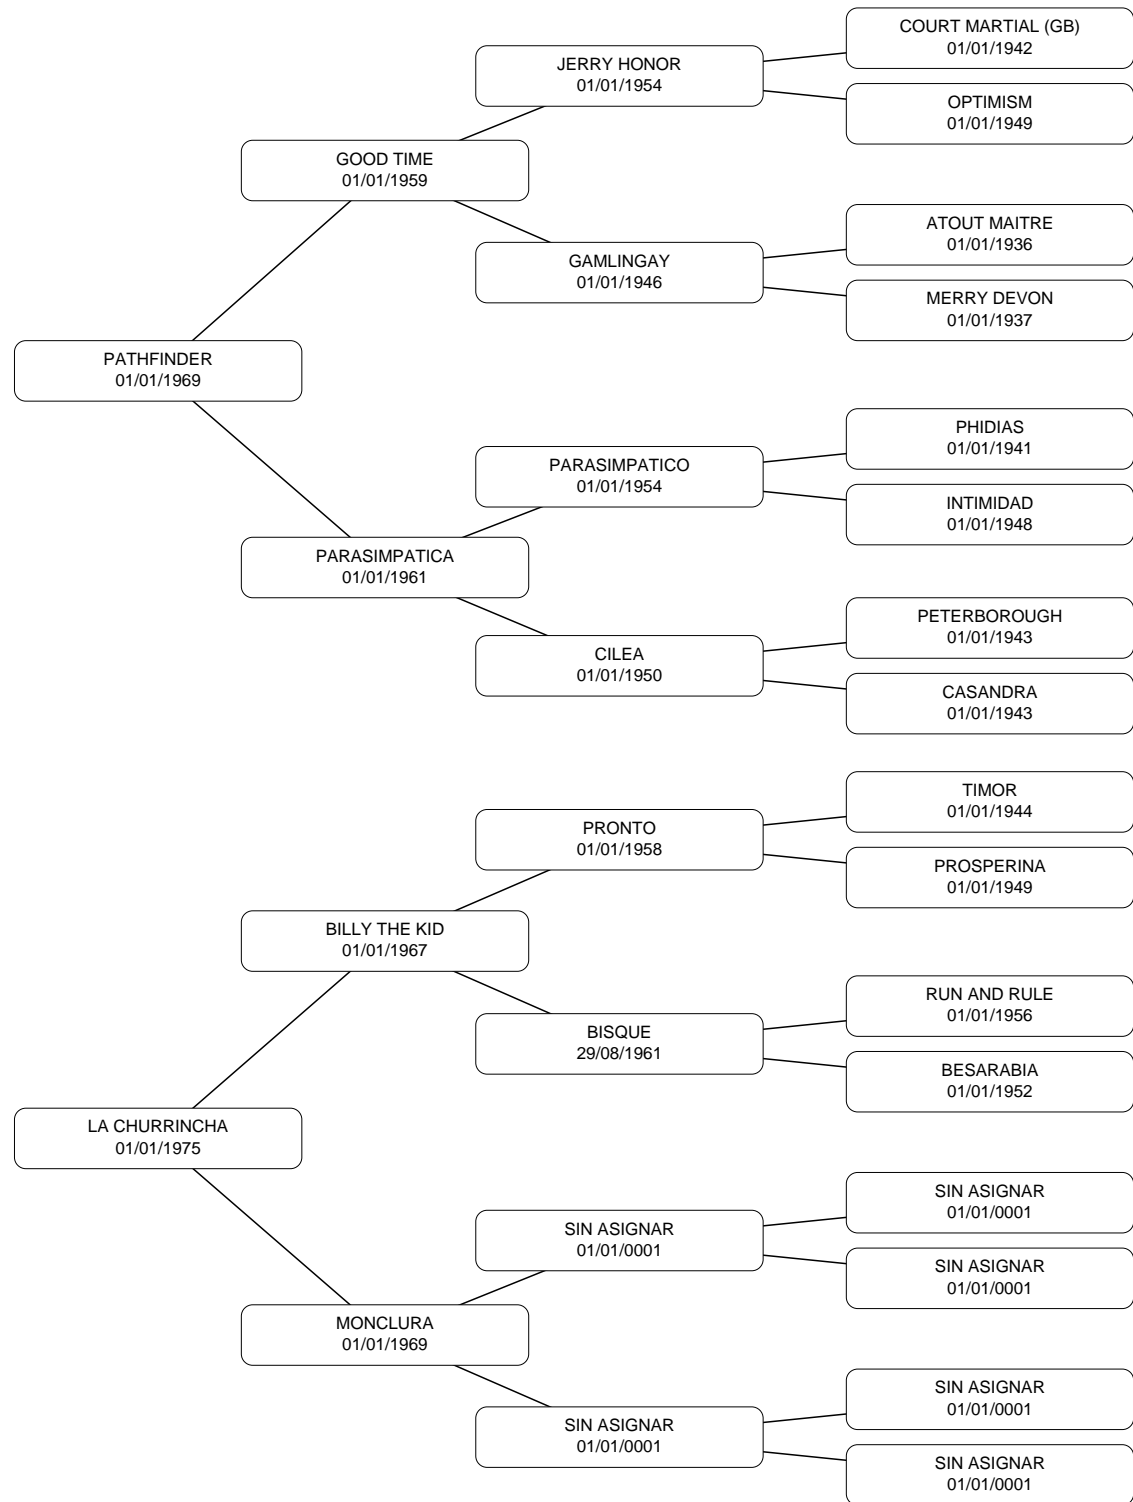 COURT MARTIAL (GB)
01/01/1942
JERRY HONOR
01/01/1954
OPTIMISM
01/01/1949
GOOD TIME
01/01/1959
ATOUT MAITRE
01/01/1936
GAMLINGAY
01/01/1946
MERRY DEVON
01/01/1937
PATHFINDER
01/01/1969
PHIDIAS
01/01/1941
PARASIMPATICO
01/01/1954
INTIMIDAD
01/01/1948
PARASIMPATICA
01/01/1961
PETERBOROUGH
01/01/1943
CILEA
01/01/1950
CASANDRA
01/01/1943
TIMOR
01/01/1944
PRONTO
01/01/1958
PROSPERINA
01/01/1949
BILLY THE KID
01/01/1967
RUN AND RULE
01/01/1956
BISQUE
29/08/1961
BESARABIA
01/01/1952
LA CHURRINCHA
01/01/1975
SIN ASIGNAR
01/01/0001
SIN ASIGNAR
01/01/0001
SIN ASIGNAR
01/01/0001
MONCLURA
01/01/1969
SIN ASIGNAR
01/01/0001
SIN ASIGNAR
01/01/0001
SIN ASIGNAR
01/01/0001